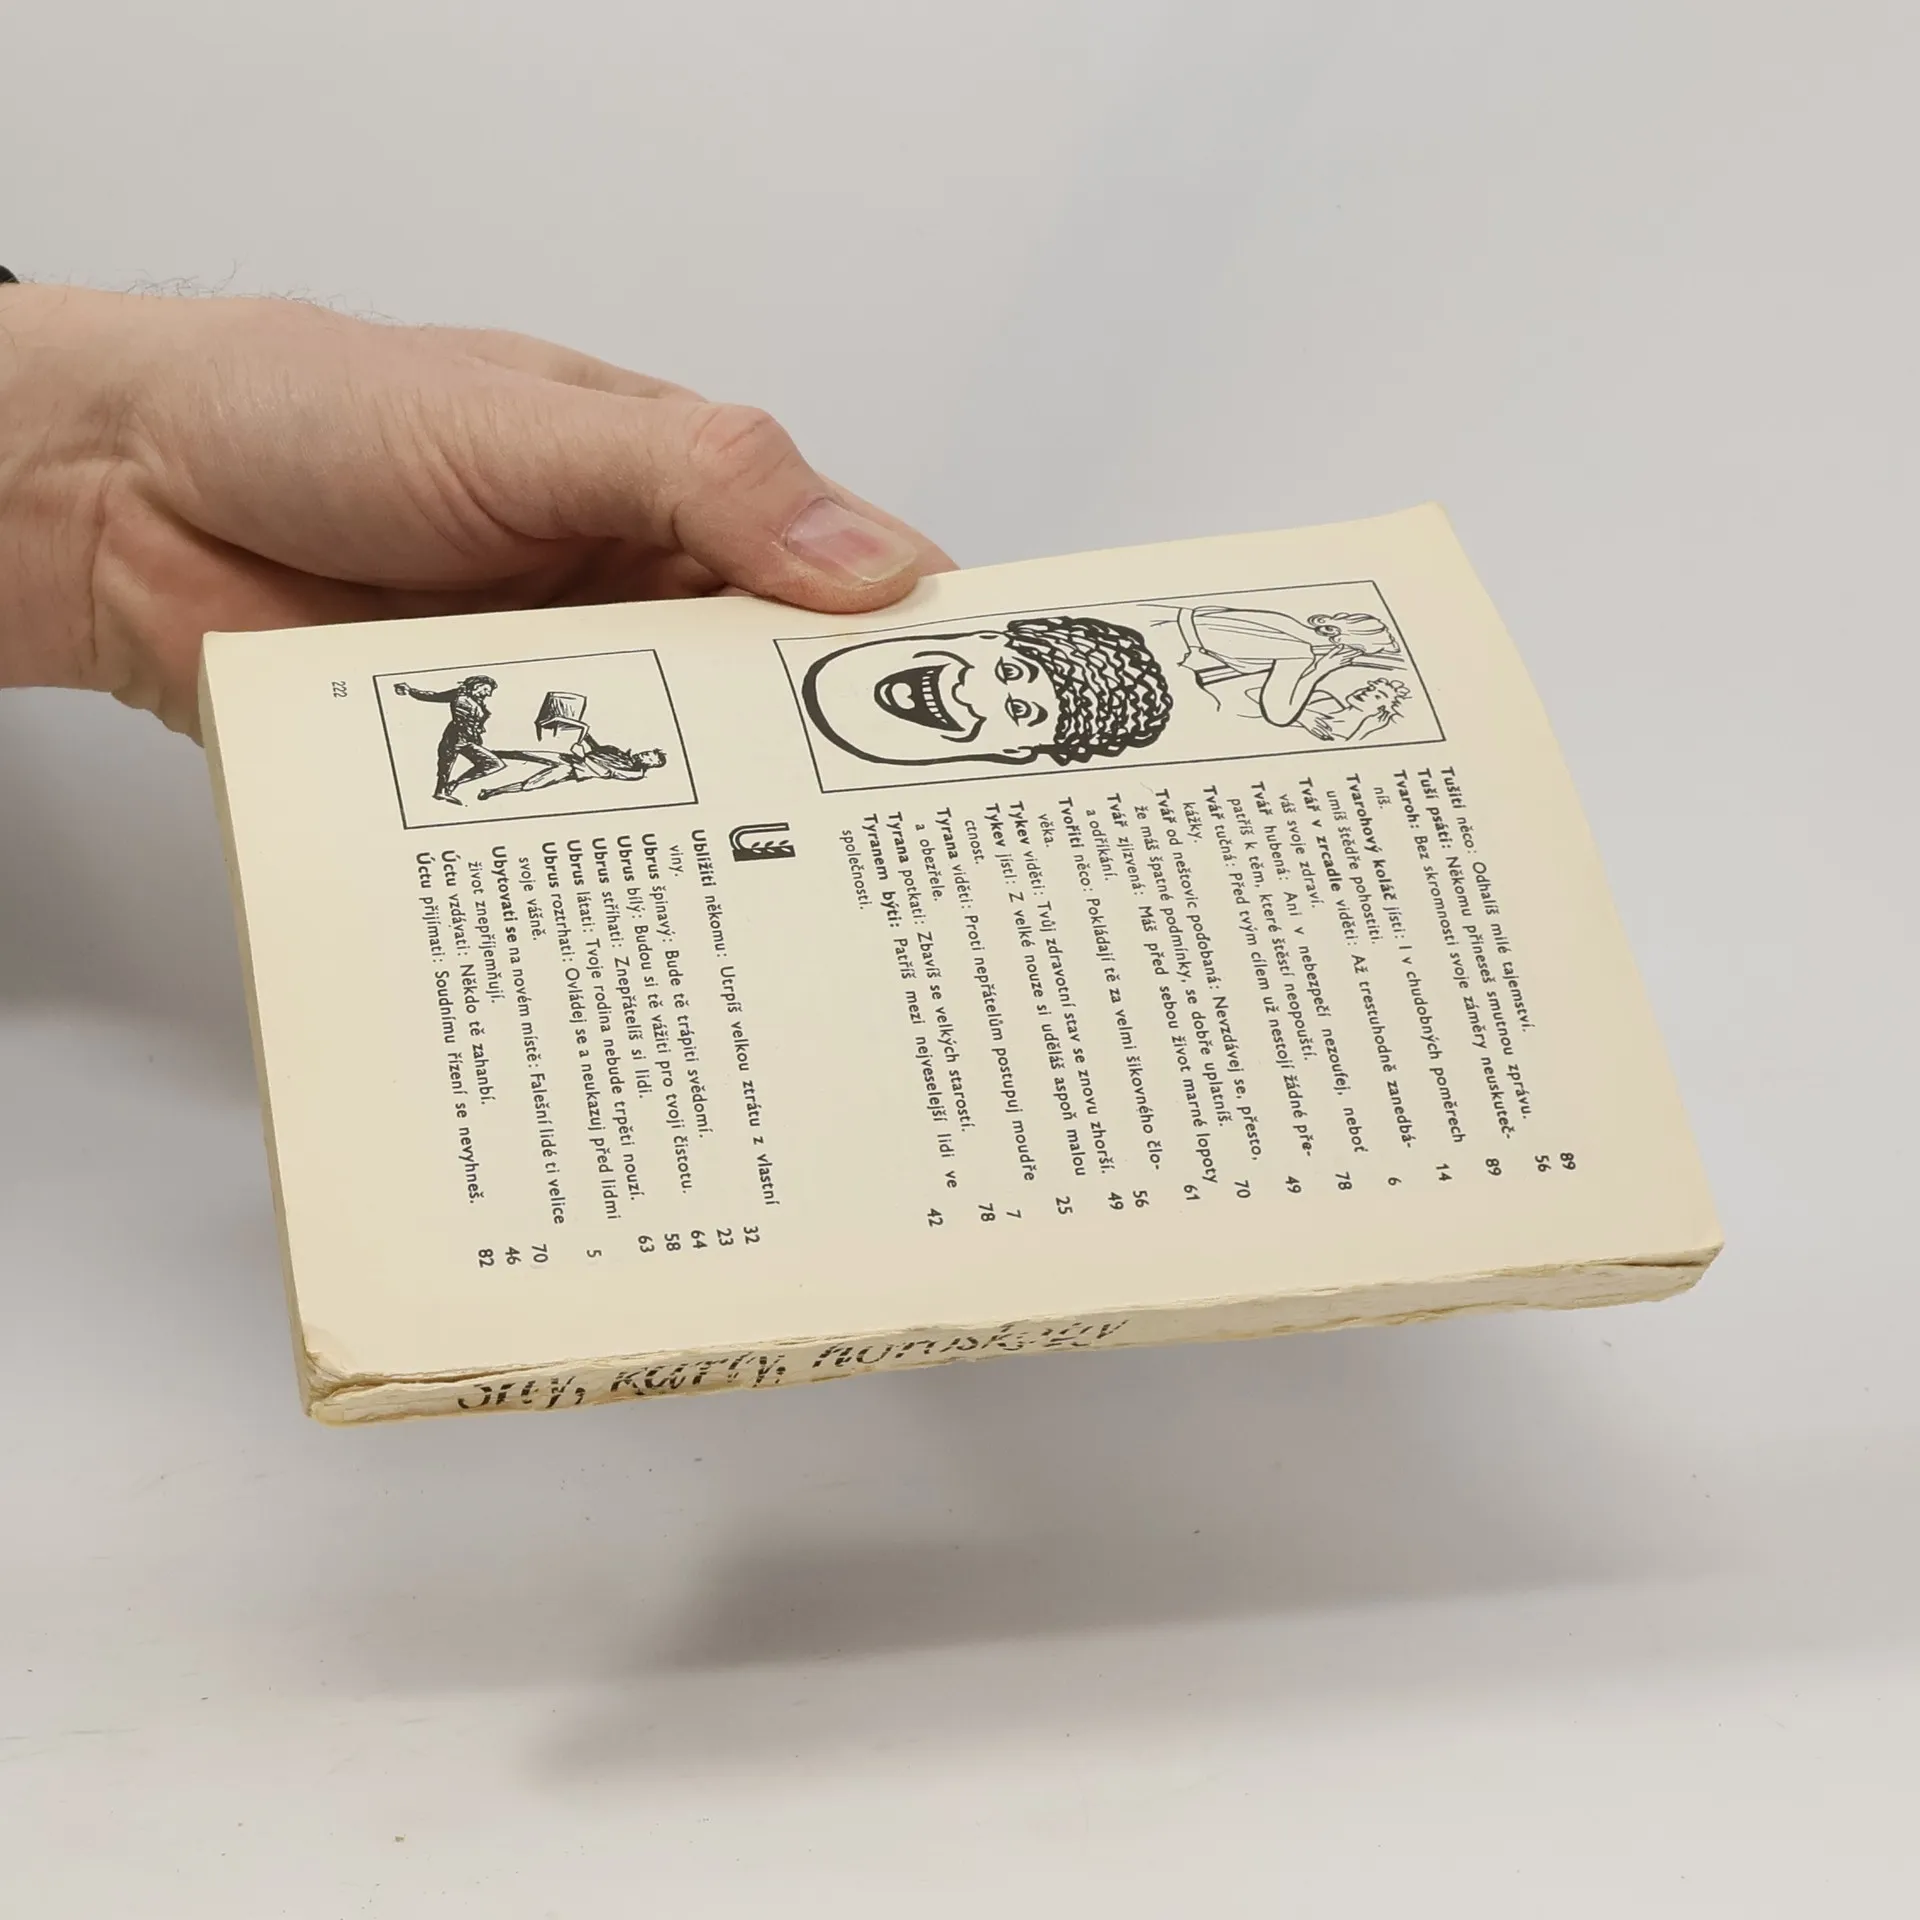 Tušiti něco: Odhalíš milé tajemství. 89
Tuší psáti: Někomu přineseš smutnou zprávu. 56
Tvaroh: Bez skromnosti svoje záměry neuskuteč-
níš. 89
Tvarohový koláč jísti: I v chudobných poměrech
umíš štědře pohostiti. 14
Tvář v zrcadle viděti: Až trestuhodně zanedbá-
váš svoje zdraví. 6
Tvář hubená: Ani v nebezpečí nezoufej, neboť
patříš k těm, které štěstí neopouští. 78
Tvář tučná: Před tvým cílem už nestojí žádné pře-
kážky. 49
Tvář od neštovic podobaná: Nevzdávej se, přesto,
že máš špatné podmínky, se dobře uplatníš. 70
Tvář zjizvená: Máš před sebou život marné lopoty
a odříkání. 61
Tvořiti něco: Pokládají tě za velmi šikovného člo-
věka. 56
Tykev viděti: Tvůj zdravotní stav se znovu zhorší. 49
Tykev jísti: Z velké nouze si uděláš aspoň malou
ctnost. 25
Tyrana viděti: Proti nepřátelům postupuj moudře
a obezřele. 7
Tyrana potkati: Zbavíš se velkých starostí. 78
Tyranem býti: Patříš mezi nejveselejší lidi ve
společnosti. 42
U
Ublížiti někomu: Utrpíš velkou ztrátu z vlastní
viny. 32
Ubrus špinavý: Bude tě trápiti svědomí. 23
Ubrus bílý: Budou si tě vážiti pro tvoji čistotu. 64
Ubrus stříhati: Znepřátelíš si lidi. 58
Ubrus látati: Tvoje rodina nebude trpěti nouzí. 63
Ubrus roztrhati: Ovládej se a neukazuj před lidmi
svoje vášně. 5
Ubytovati se na novém místě: Falešní lidé ti velice
život znepříjemňují. 70
Úctu vzdávati: Někdo tě zahanbí. 46
Úctu přijímati: Soudnímu řízení se nevyhneš. 82
222